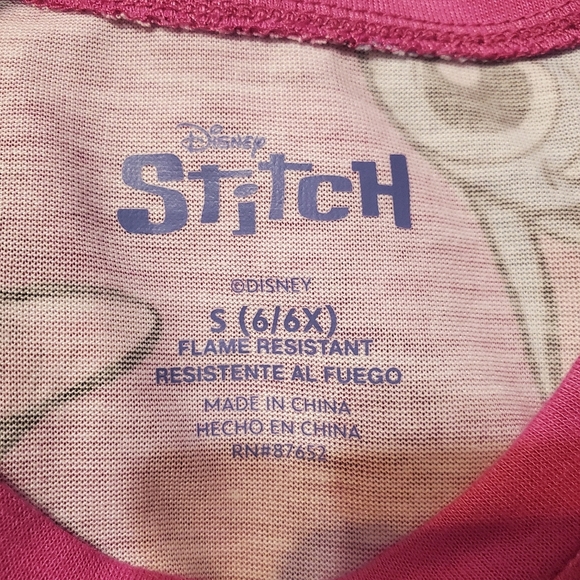 Disney
STITCH
©DISNEY
S (6/6X)
FLAME RESISTANT
RESISTENTE AL FUEGO
MADE IN CHINA
HECHO EN CHINA
RN#87652